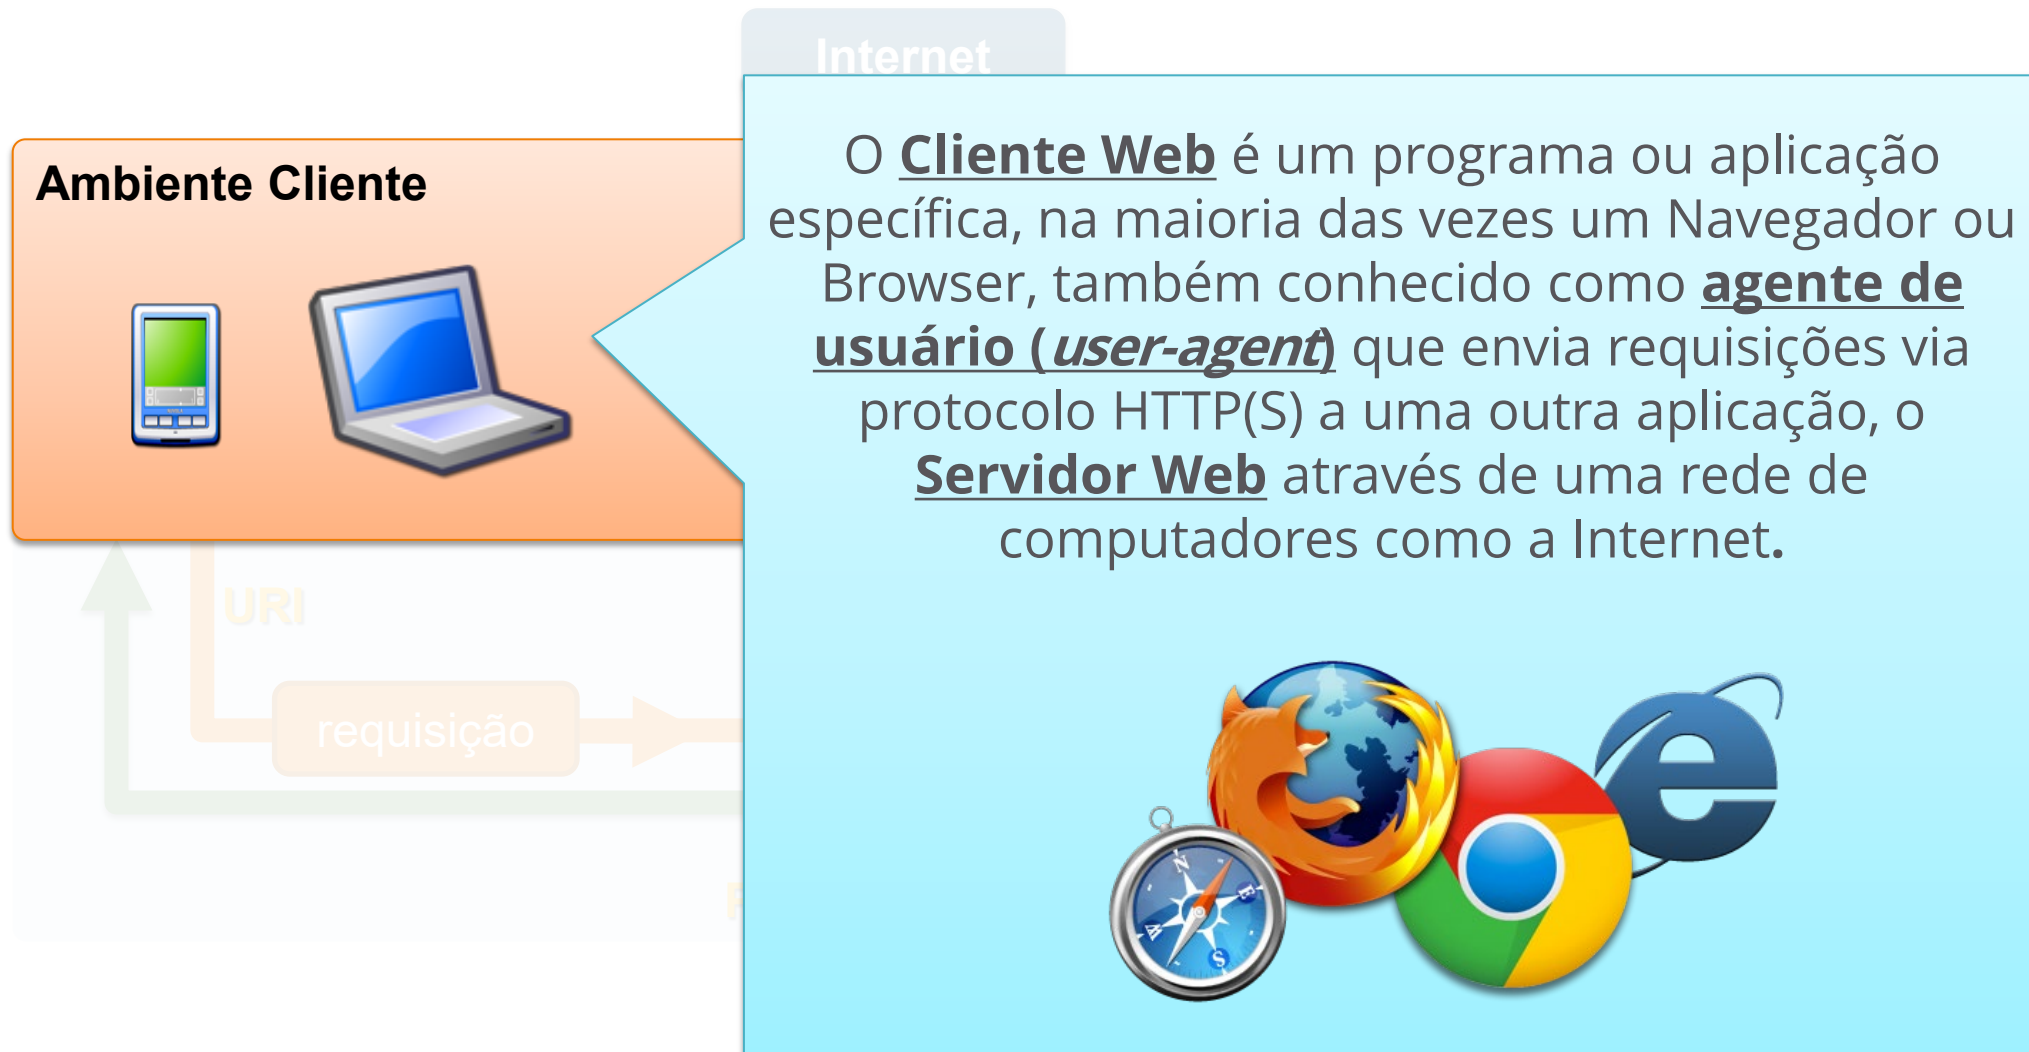 Internet
Ambiente Cliente
O Cliente Web é um programa ou aplicação
específica, na maioria das vezes um Navegador ou
Browser, também conhecido como agente de
usuário (user-agent) que envia requisições via
protocolo HTTP(S) a uma outra aplicação, o
Servidor Web através de uma rede de
computadores como a Internet.
URI
requisição